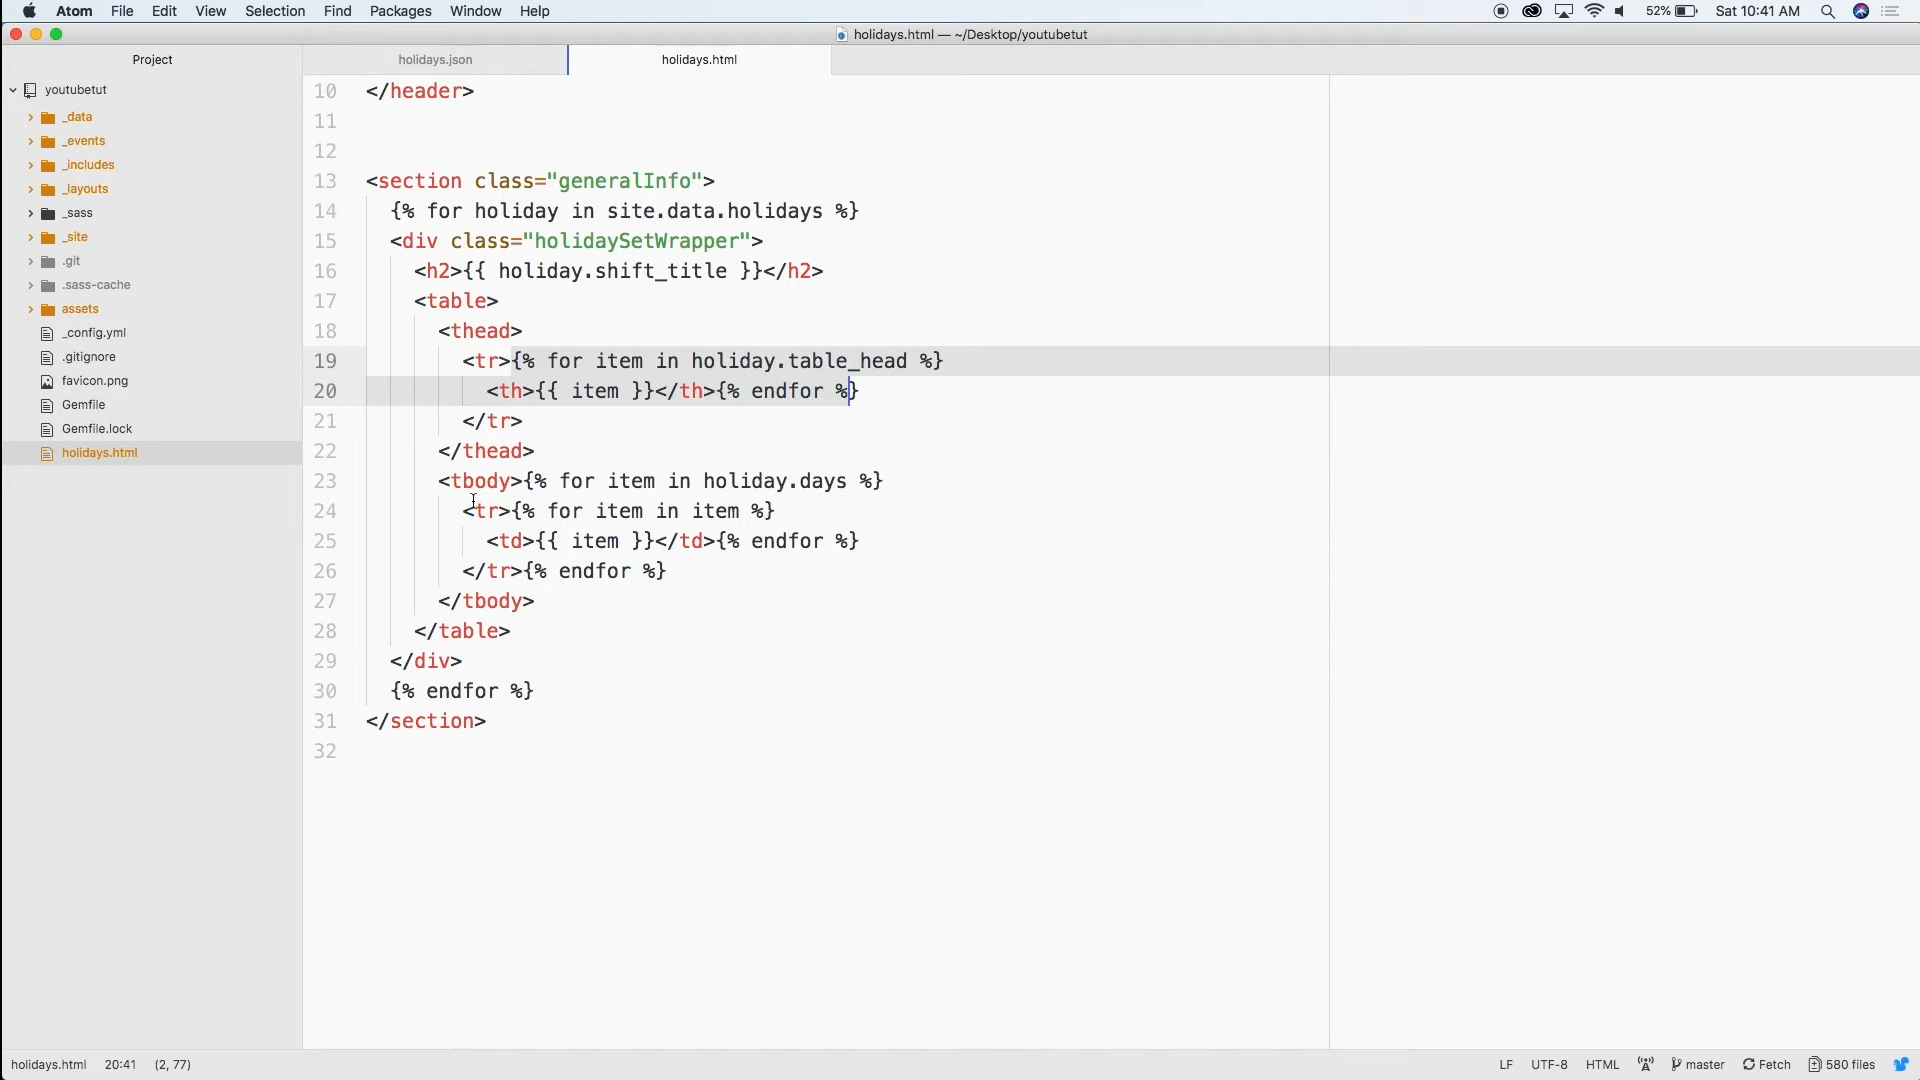 Atom File Edit View Selection Find Packages Window Help 52% Sat 10:41 AM
holidays.html — ~/Desktop/youtubetut
Project
holidays.json
holidays.html
youtubetut
_data
_events
_includes
_layouts
_sass
_site
.git
.sass-cache
assets
_config.yml
.gitignore
favicon.png
Gemfile
Gemfile.lock
holidays.html
10 </header>
11
12
13 <section class="generalInfo">
14 {% for holiday in site.data.holidays %}
15 <div class="holidaySetWrapper">
16 <h2>{{ holiday.shift_title }}</h2>
17 <table>
18 <thead>
19 <tr>{% for item in holiday.table_head %}
20 <th>{{ item }}</th>{% endfor %}
21 </tr>
22 </thead>
23 <tbody>{% for item in holiday.days %}
24 <tr>{% for item in item %}
25 <td>{{ item }}</td>{% endfor %}
26 </tr>{% endfor %}
27 </tbody>
28 </table>
29 </div>
30 {% endfor %}
31 </section>
32
holidays.html 20:41 (2, 77) LF UTF-8 HTML master Fetch 580 files